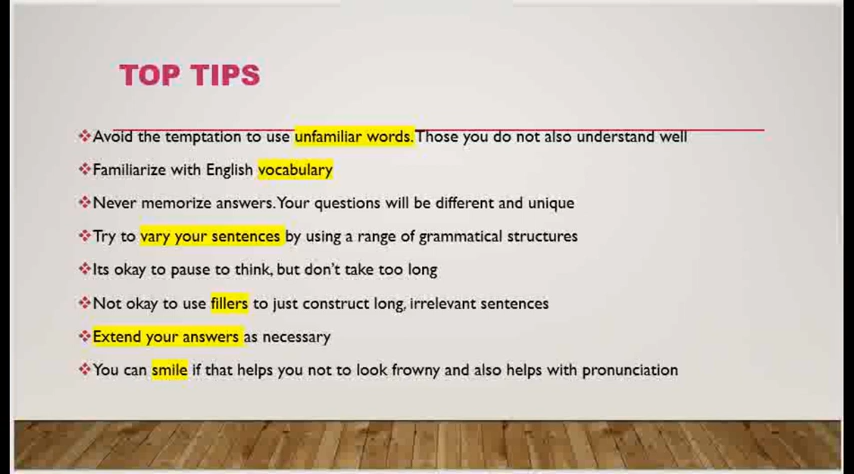 TOP TIPS
❖Avoid the temptation to use unfamiliar words. Those you do not also understand well
❖Familiarize with English vocabulary
❖Never memorize answers. Your questions will be different and unique
❖Try to vary your sentences by using a range of grammatical structures
❖Its okay to pause to think, but don't take too long
❖Not okay to use fillers to just construct long, irrelevant sentences
❖Extend your answers as necessary
❖You can smile if that helps you not to look frowny and also helps with pronunciation